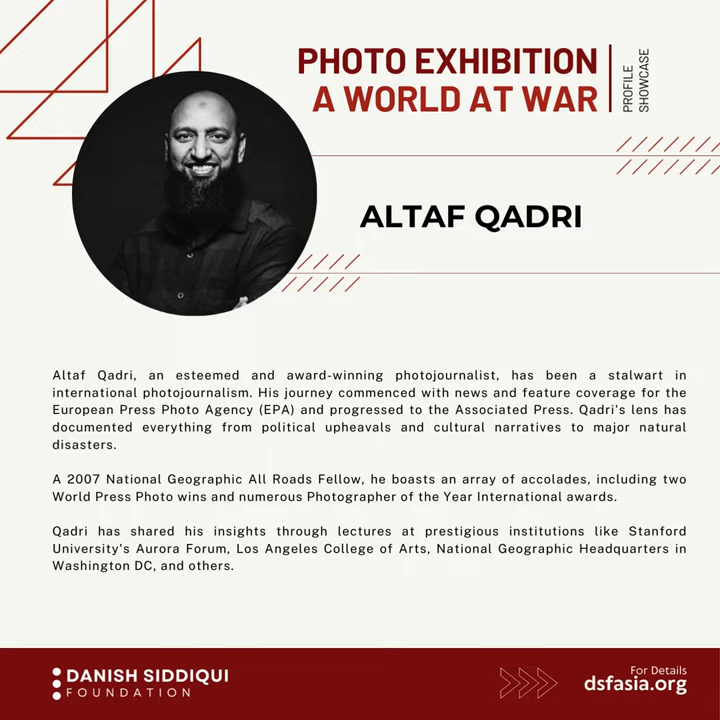 PHOTO EXHIBITION
A WORLD AT WAR
PROFILE
SHOWCASE
ALTAF QADRI
Altaf Qadri, an esteemed and award-winning photojournalist, has been a stalwart in
international photojournalism. His journey commenced with news and feature coverage for the
European Press Photo Agency (EPA) and progressed to the Associated Press. Qadri's lens has
documented everything from political upheavals and cultural narratives to major natural
disasters.
A 2007 National Geographic All Roads Fellow, he boasts an array of accolades, including two
World Press Photo wins and numerous Photographer of the Year International awards.
Qadri has shared his insights through lectures at prestigious institutions like Stanford
University's Aurora Forum, Los Angeles College of Arts, National Geographic Headquarters in
Washington DC, and others.
DANISH SIDDIQUI
FOUNDATION
For Details
dsfasia.org